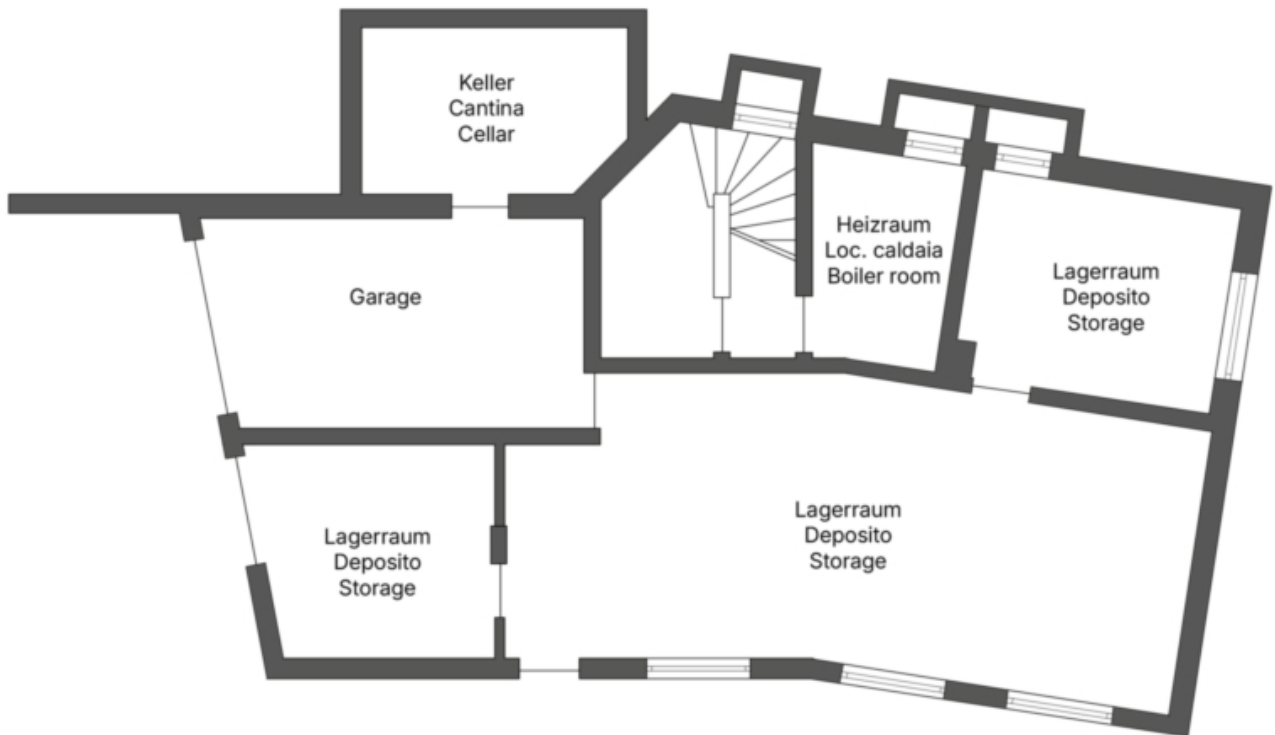 Keller
Cantina
Cellar
Garage
Heizraum
Loc. caldaia
Boiler room
Lagerraum
Deposito
Storage
Lagerraum
Deposito
Storage
Lagerraum
Deposito
Storage